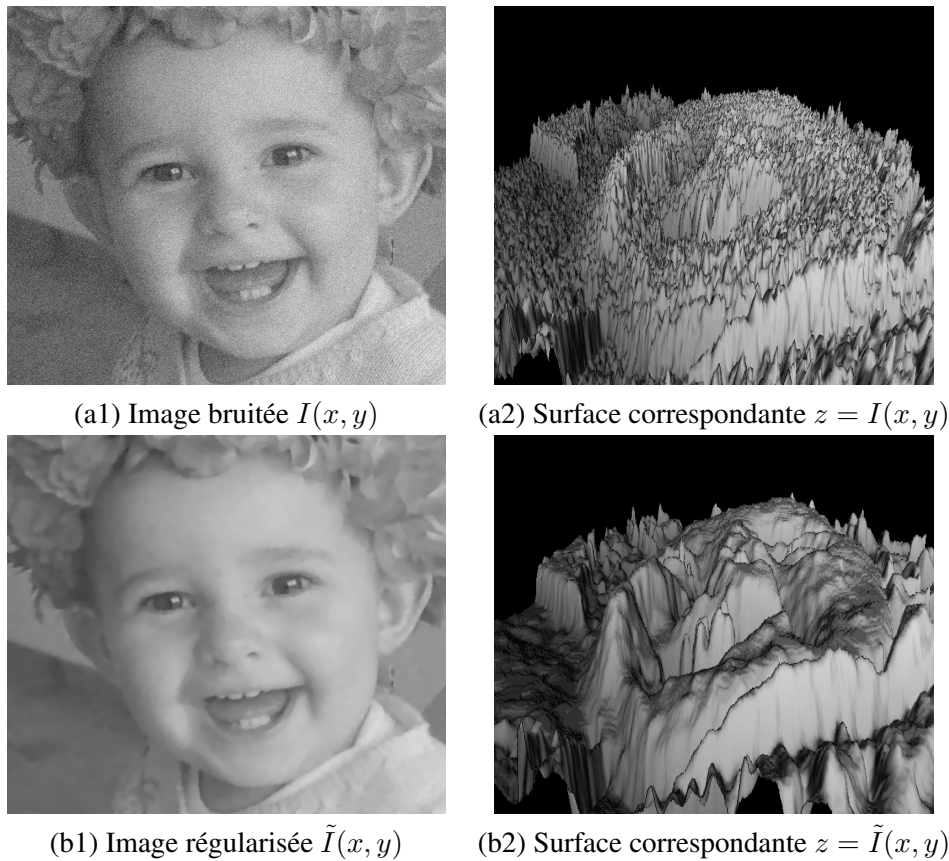 (a1) Image bruitée I(x, y)
(a2) Surface correspondante z = I(x, y)
(b1) Image régularisée Ĩ(x, y)
(b2) Surface correspondante z = Ĩ(x, y)